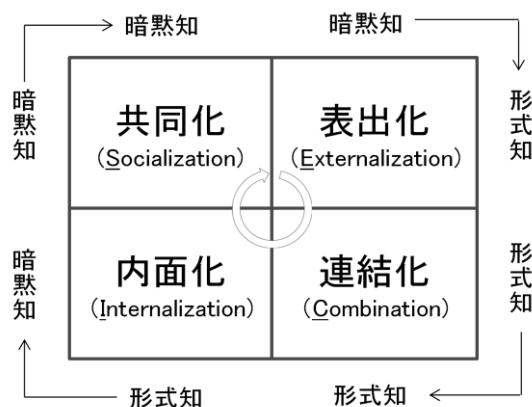 暗黙知
暗黙知
暗黙知
共同化
(Socialization)
表出化
(Externalization)
形式知
暗黙知
内面化
(Internalization)
連結化
(Combination)
形式知
形式知
形式知